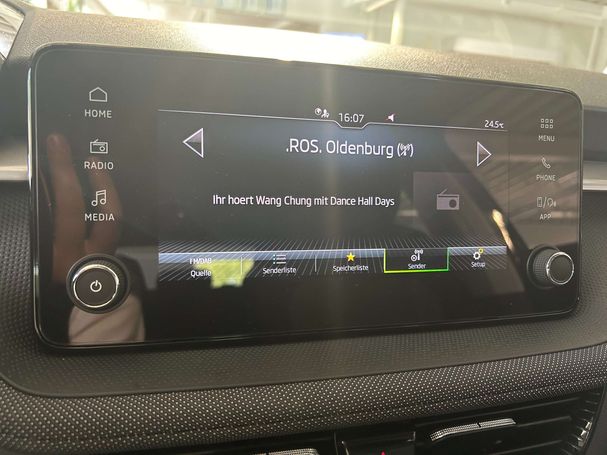 HOME
RADIO
MEDIA
16:07
24.5°C
.ROS. Oldenburg
Ihr hoert Wang Chung mit Dance Hall Days
FM/DAB
Quelle
Senderliste
Speicherliste
Sender
Setup
MENU
PHONE
APP